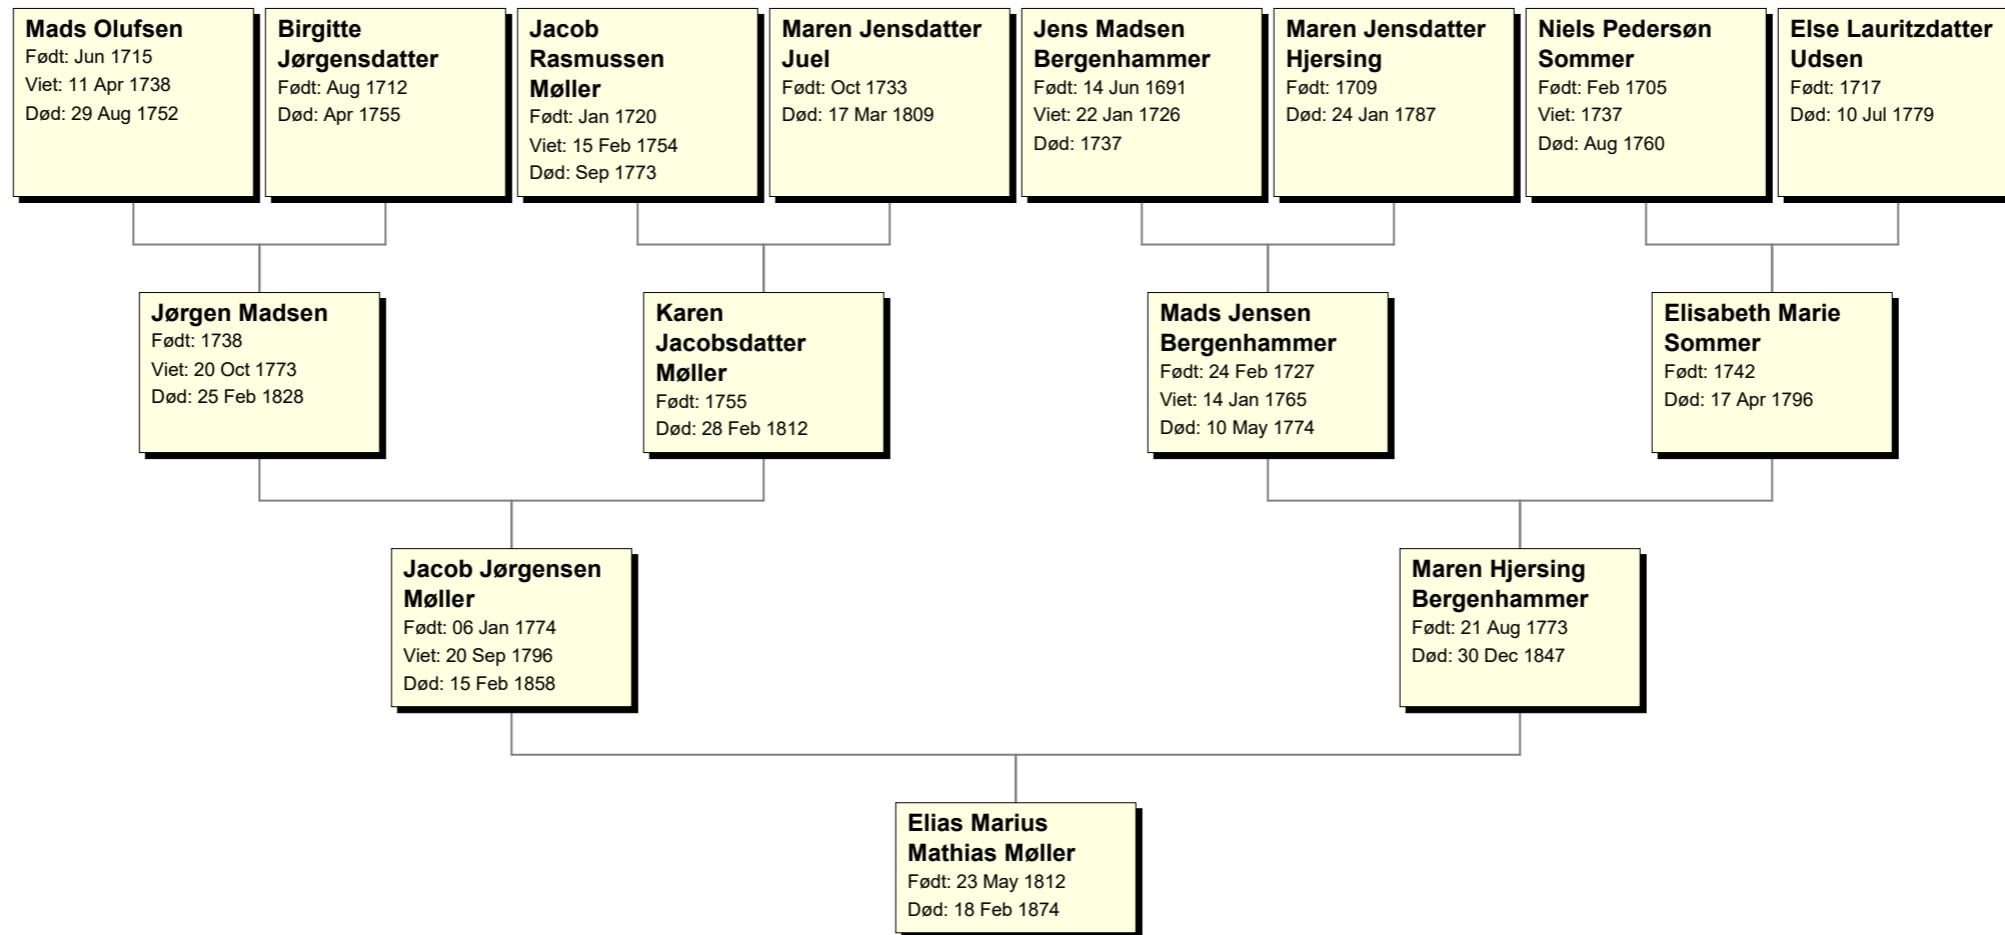 Mads Olufsen
Født: Jun 1715
Viet: 11 Apr 1738
Død: 29 Aug 1752
Birgitte
Jørgensdatter
Født: Aug 1712
Død: Apr 1755
Jacob
Rasmussen
Møller
Født: Jan 1720
Viet: 15 Feb 1754
Død: Sep 1773
Maren Jensdatter
Juel
Født: Oct 1733
Død: 17 Mar 1809
Jens Madsen
Bergenhammer
Født: 14 Jun 1691
Viet: 22 Jan 1726
Død: 1737
Maren Jensdatter
Hjersing
Født: 1709
Død: 24 Jan 1787
Niels Pedersøn
Sommer
Født: Feb 1705
Viet: 1737
Død: Aug 1760
Else Lauritzdatter
Udsen
Født: 1717
Død: 10 Jul 1779
Jørgen Madsen
Født: 1738
Viet: 20 Oct 1773
Død: 25 Feb 1828
Karen
Jacobsdatter
Møller
Født: 1755
Død: 28 Feb 1812
Mads Jensen
Bergenhammer
Født: 24 Feb 1727
Viet: 14 Jan 1765
Død: 10 May 1774
Elisabeth Marie
Sommer
Født: 1742
Død: 17 Apr 1796
Jacob Jørgensen
Møller
Født: 06 Jan 1774
Viet: 20 Sep 1796
Død: 15 Feb 1858
Maren Hjersing
Bergenhammer
Født: 21 Aug 1773
Død: 30 Dec 1847
Elias Marius
Mathias Møller
Født: 23 May 1812
Død: 18 Feb 1874